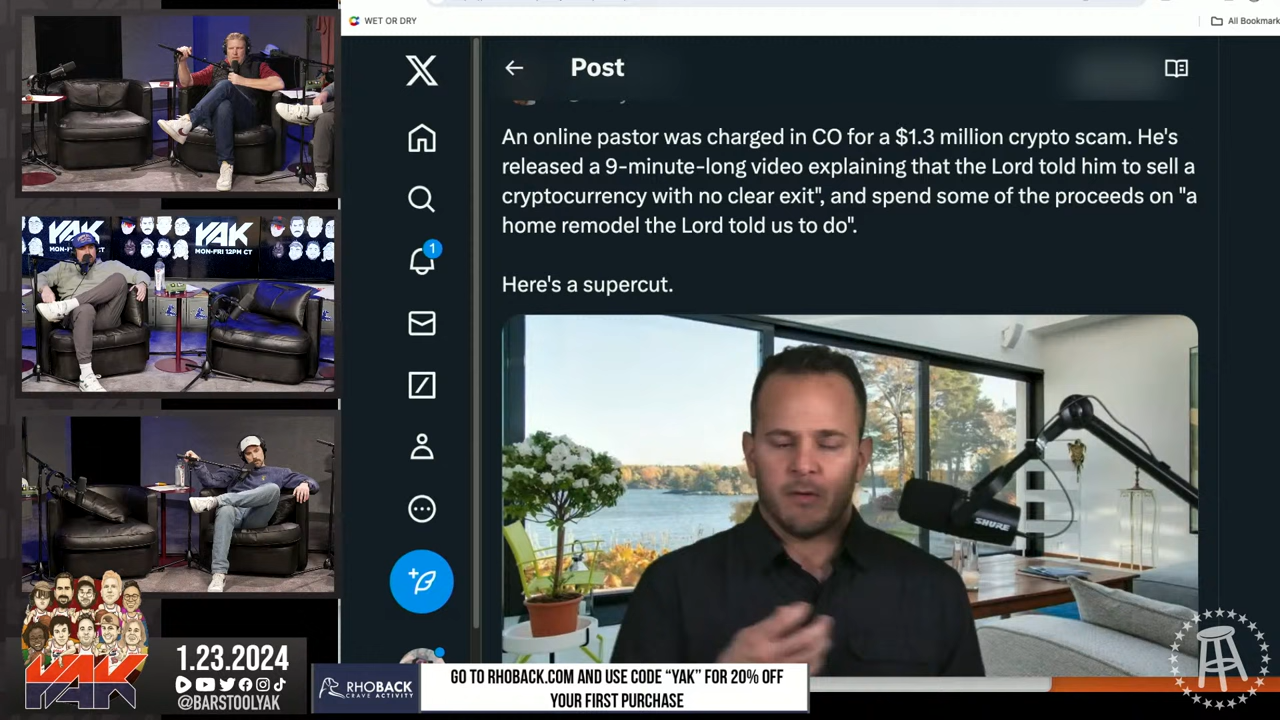 WET OR DRY
All Bookmark
X
Post
An online pastor was charged in CO for a $1.3 million crypto scam. He's
released a 9-minute-long video explaining that the Lord told him to sell a
cryptocurrency with no clear exit", and spend some of the proceeds on "a
home remodel the Lord told us to do".
Here's a supercut.
1
SHURE
YAK
YAK
MON-FRI 12PM CT
YAK
1.23.2024
@BARSTOOLYAK
RHOBACK
CRAVE ACTIVITY
GO TO RHOBACK.COM AND USE CODE “YAK” FOR 20% OFF
YOUR FIRST PURCHASE